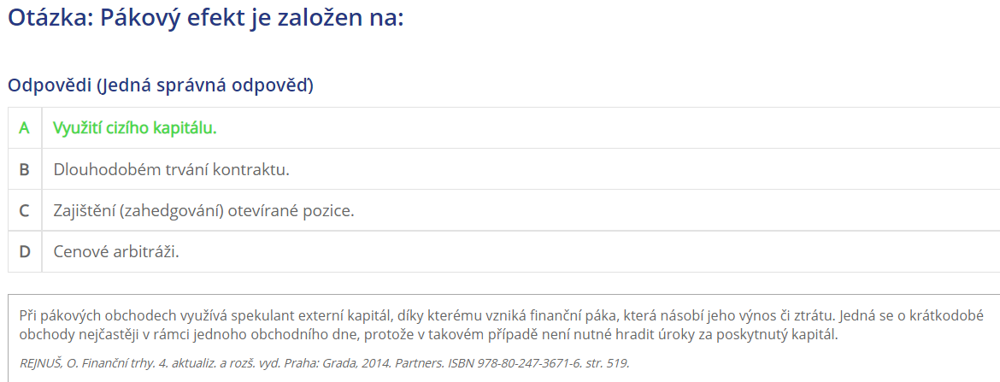 Otázka: Pákový efekt je založen na:
Odpovědi (Jedná správná odpověď)
A Využití cizího kapitálu.
B Dlouhodobém trvání kontraktu.
C Zajištění (zahedgování) otevírané pozice.
D Cenové arbitráži.
Při pákových obchodech využívá spekulant externí kapitál, díky kterému vzniká finanční páka, která násobí jeho výnos či ztrátu. Jedná se o krátkodobé
obchody nejčastěji v rámci jednoho obchodního dne, protože v takovém případě není nutné hradit úroky za poskytnutý kapitál.
REJNUŠ, O. Finanční trhy. 4. aktualiz. a rozš. vyd. Praha: Grada, 2014. Partners. ISBN 978-80-247-3671-6. str. 519.